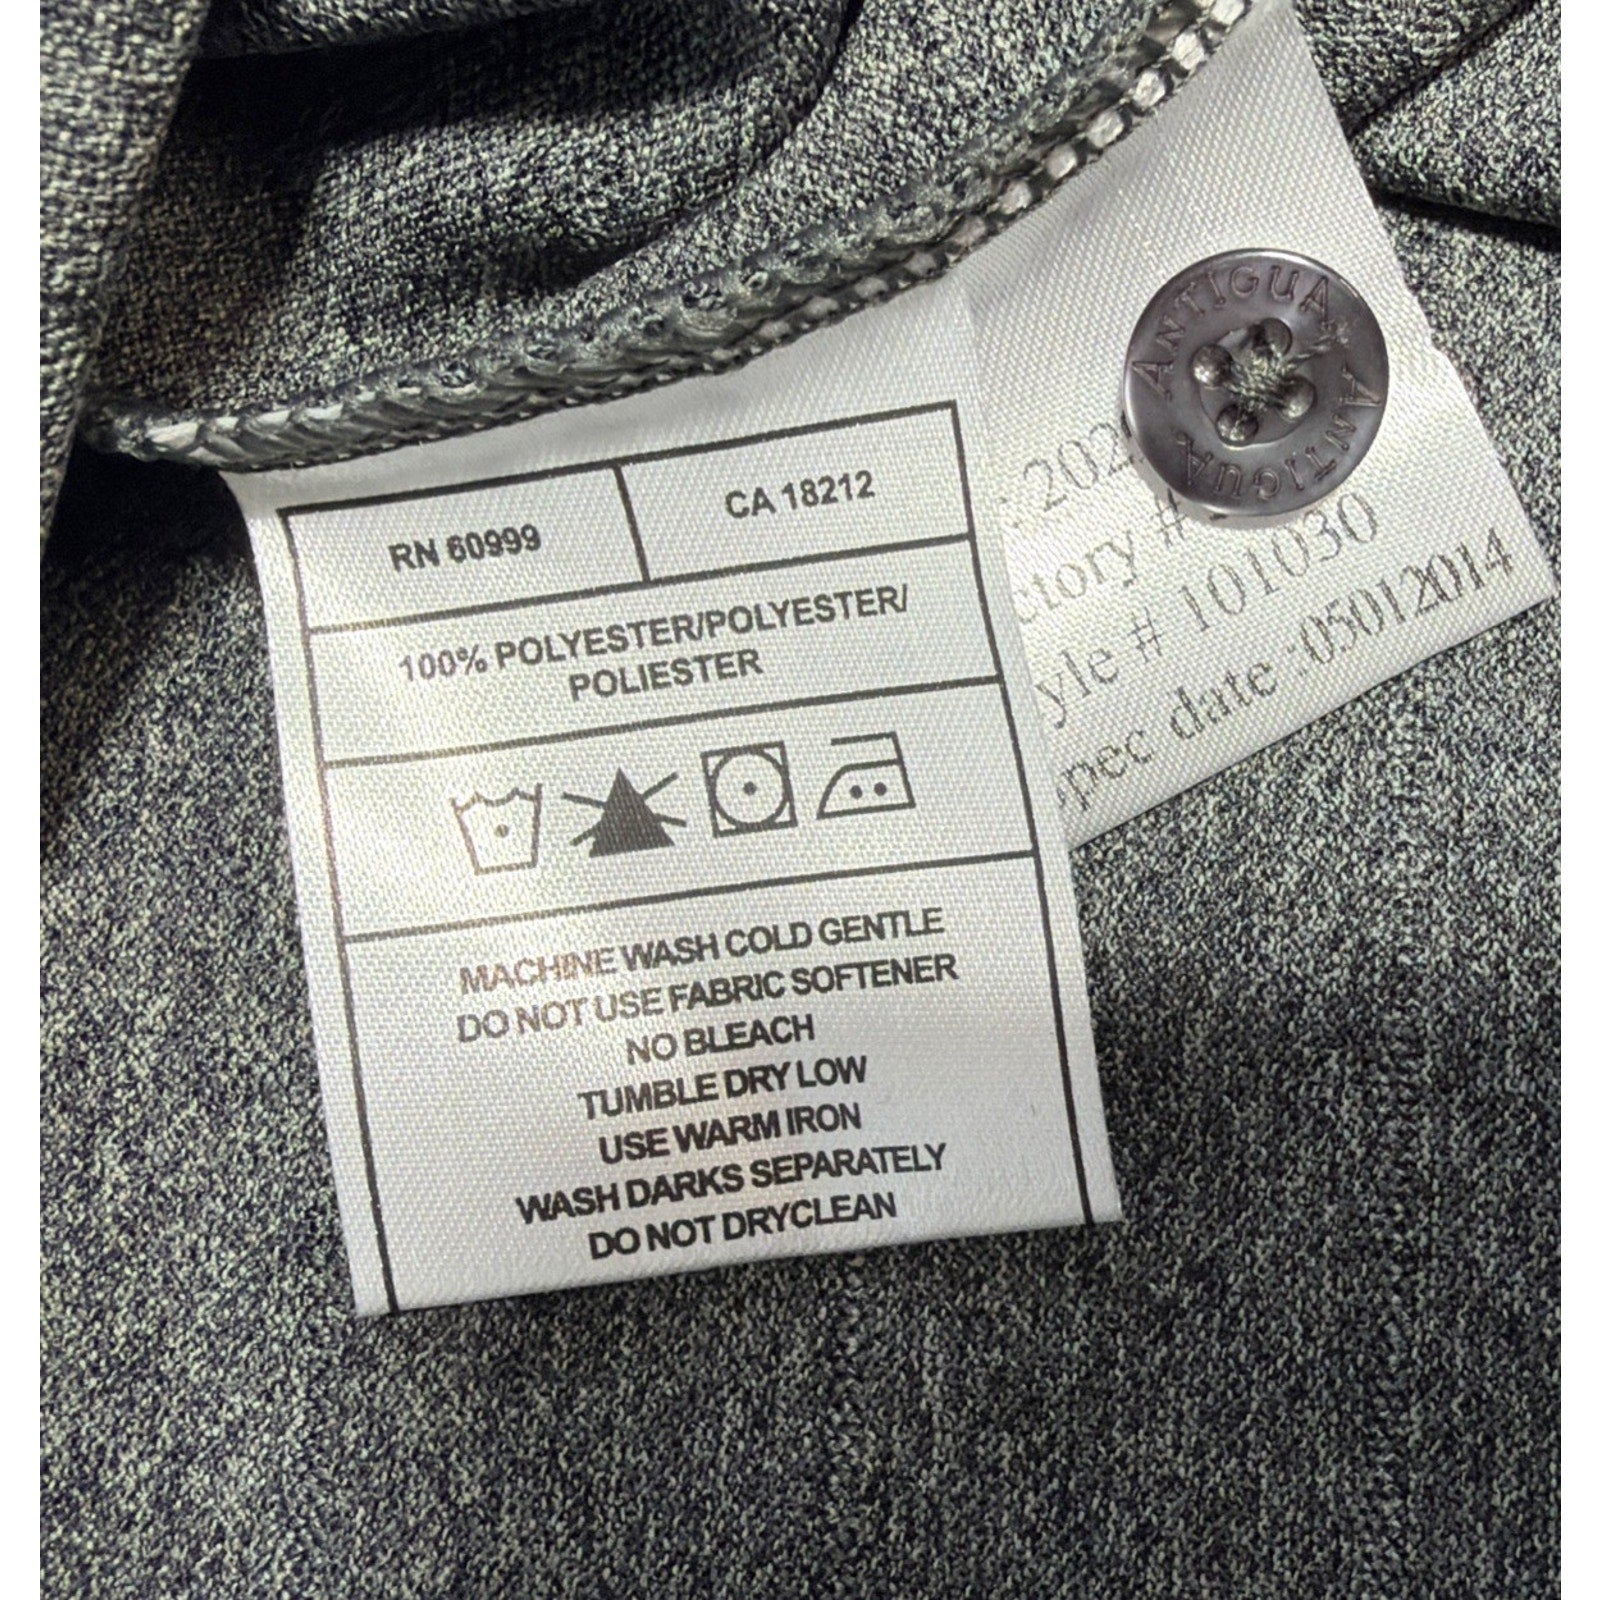 RN 60999
CA 18212
100% POLYESTER/POLYESTER/
POLIESTER
MACHINE WASH COLD GENTLE
DO NOT USE FABRIC SOFTENER
NO BLEACH
TUMBLE DRY LOW
USE WARM IRON
WASH DARKS SEPARATELY
DO NOT DRYCLEAN
ANTIGUA
ANTIGUA
: 202
ctory #
yle # 101030
pec date :05012014